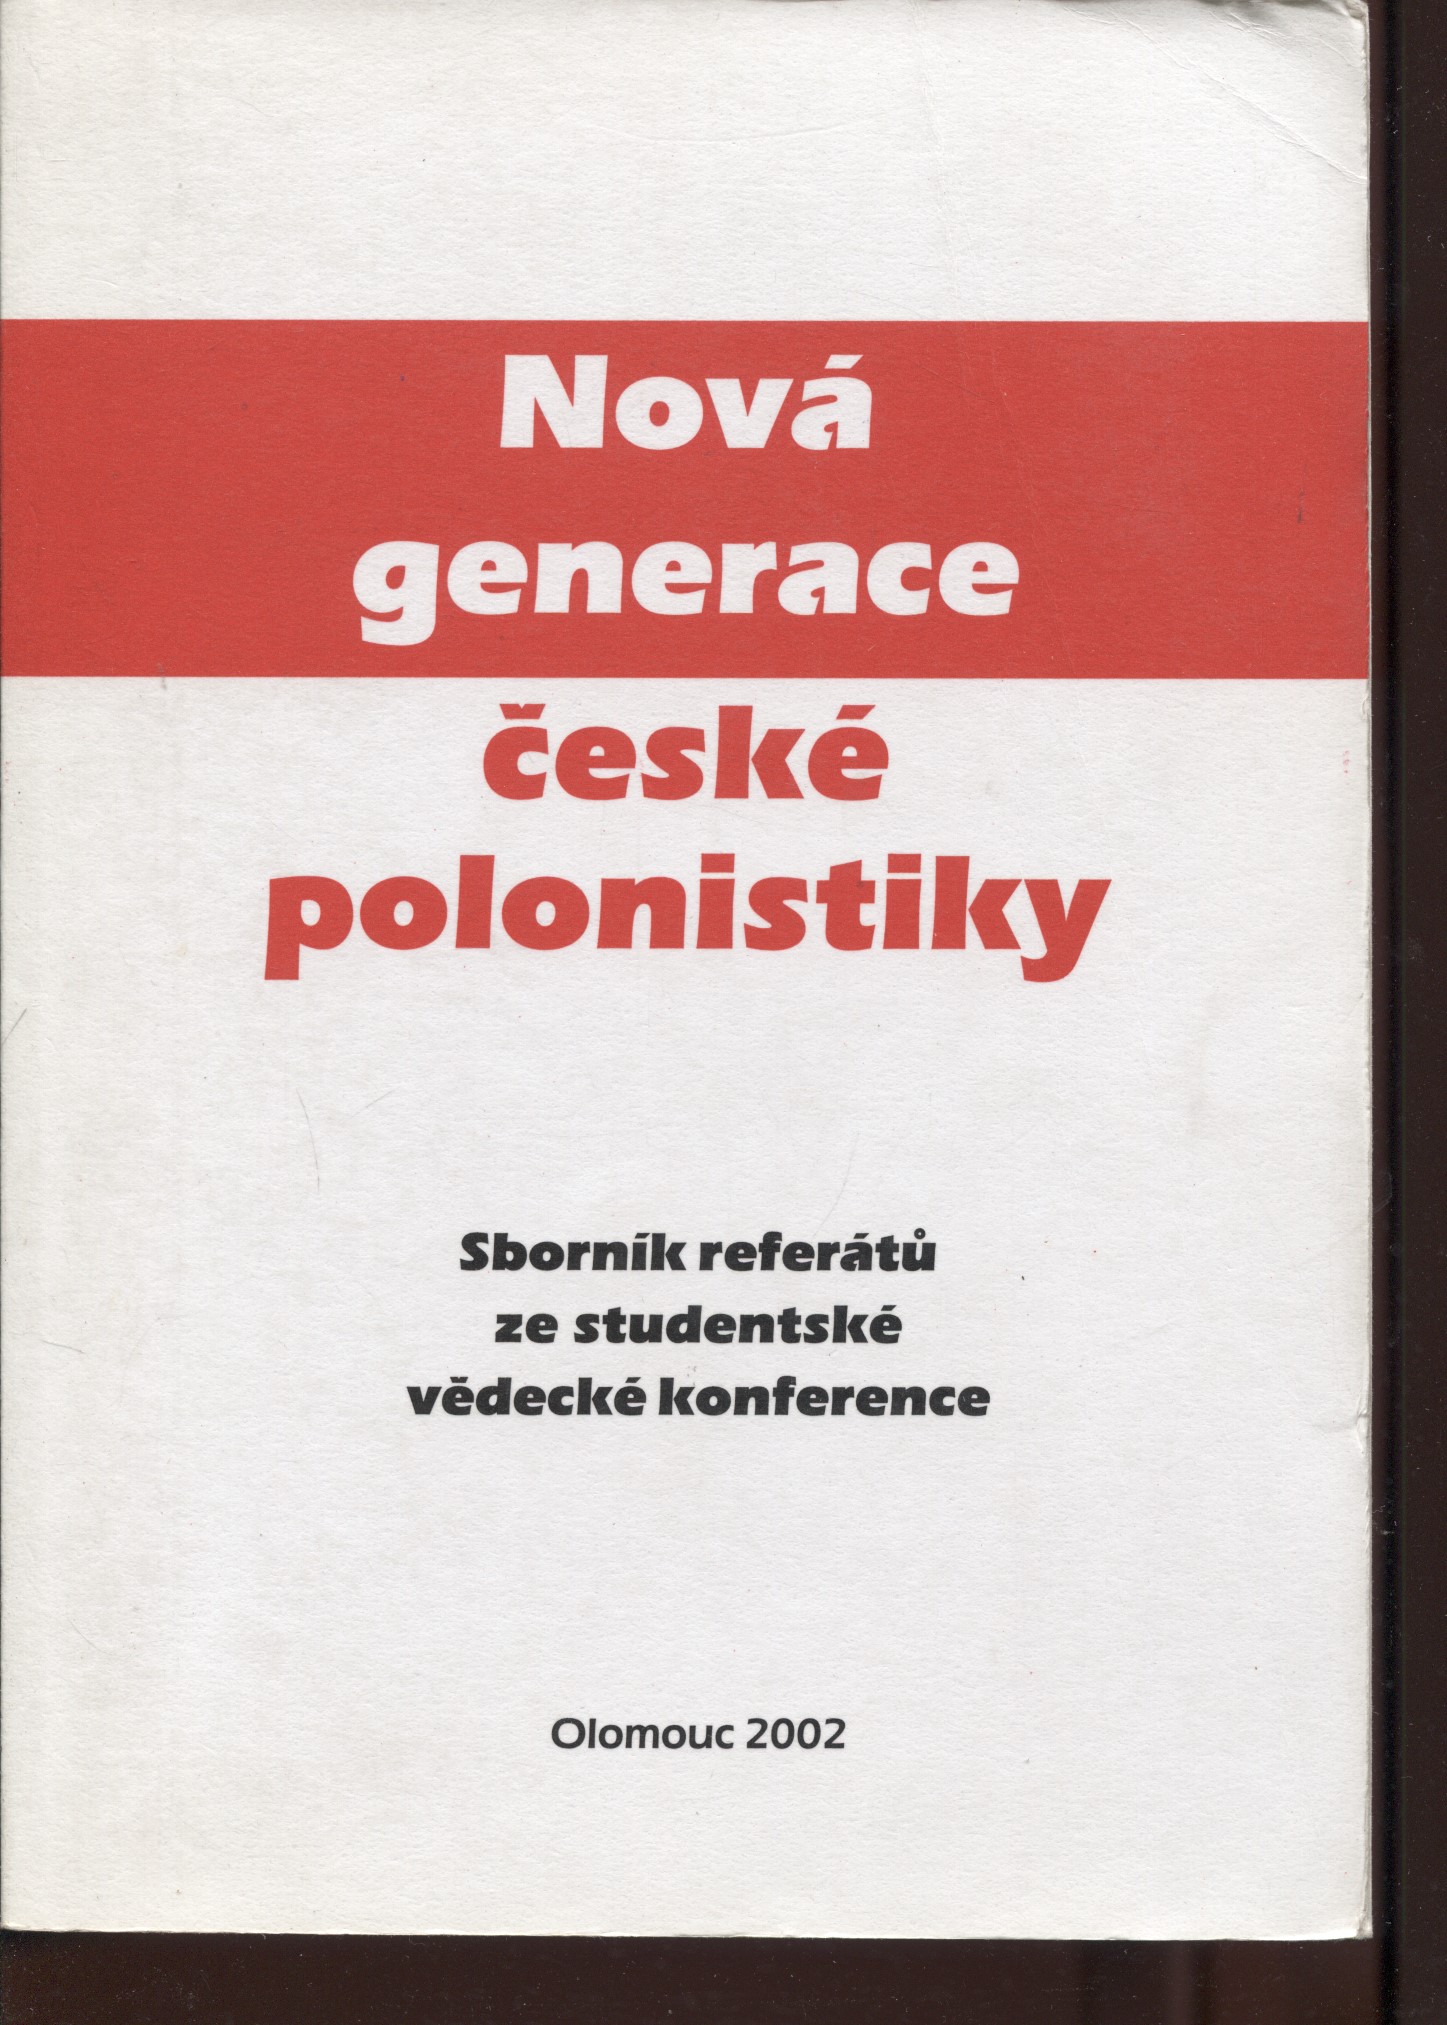 Nová
generace
české
polonistiky
Sborník referátů
ze studentské
vědecké konference
Olomouc 2002